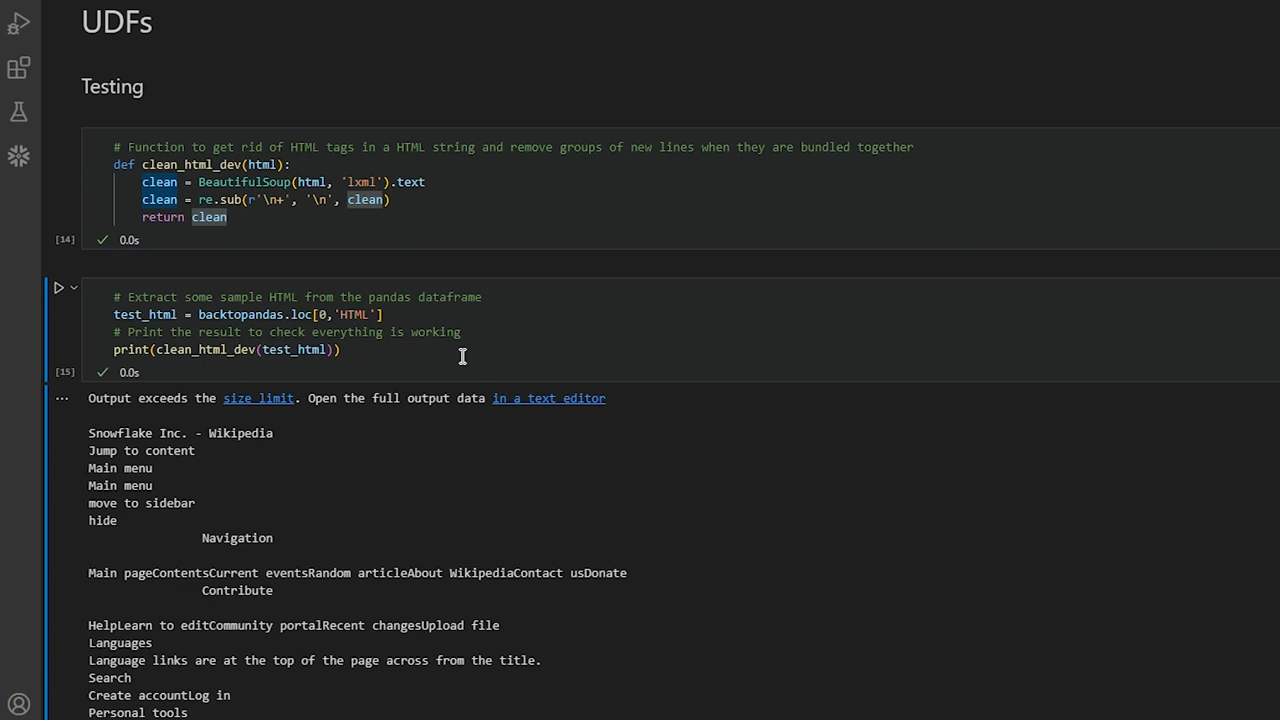 UDFs
Testing
# Function to get rid of HTML tags in a HTML string and remove groups of new lines when they are bundled together
def clean_html_dev(html):
clean = BeautifulSoup(html, 'lxml').text
clean = re.sub(r'\n+', '\n', clean)
return clean
[14] 0.0s
# Extract some sample HTML from the pandas dataframe
test_html = backtopandas.loc[0,'HTML']
# Print the result to check everything is working
print(clean_html_dev(test_html))
[15] 0.0s
... Output exceeds the size limit. Open the full output data in a text editor
Snowflake Inc. - Wikipedia
Jump to content
Main menu
Main menu
move to sidebar
hide
Navigation
Main pageContentsCurrent eventsRandom articleAbout WikipediaContact usDonate
Contribute
HelpLearn to editCommunity portalRecent changesUpload file
Languages
Language links are at the top of the page across from the title.
Search
Create accountLog in
Personal tools